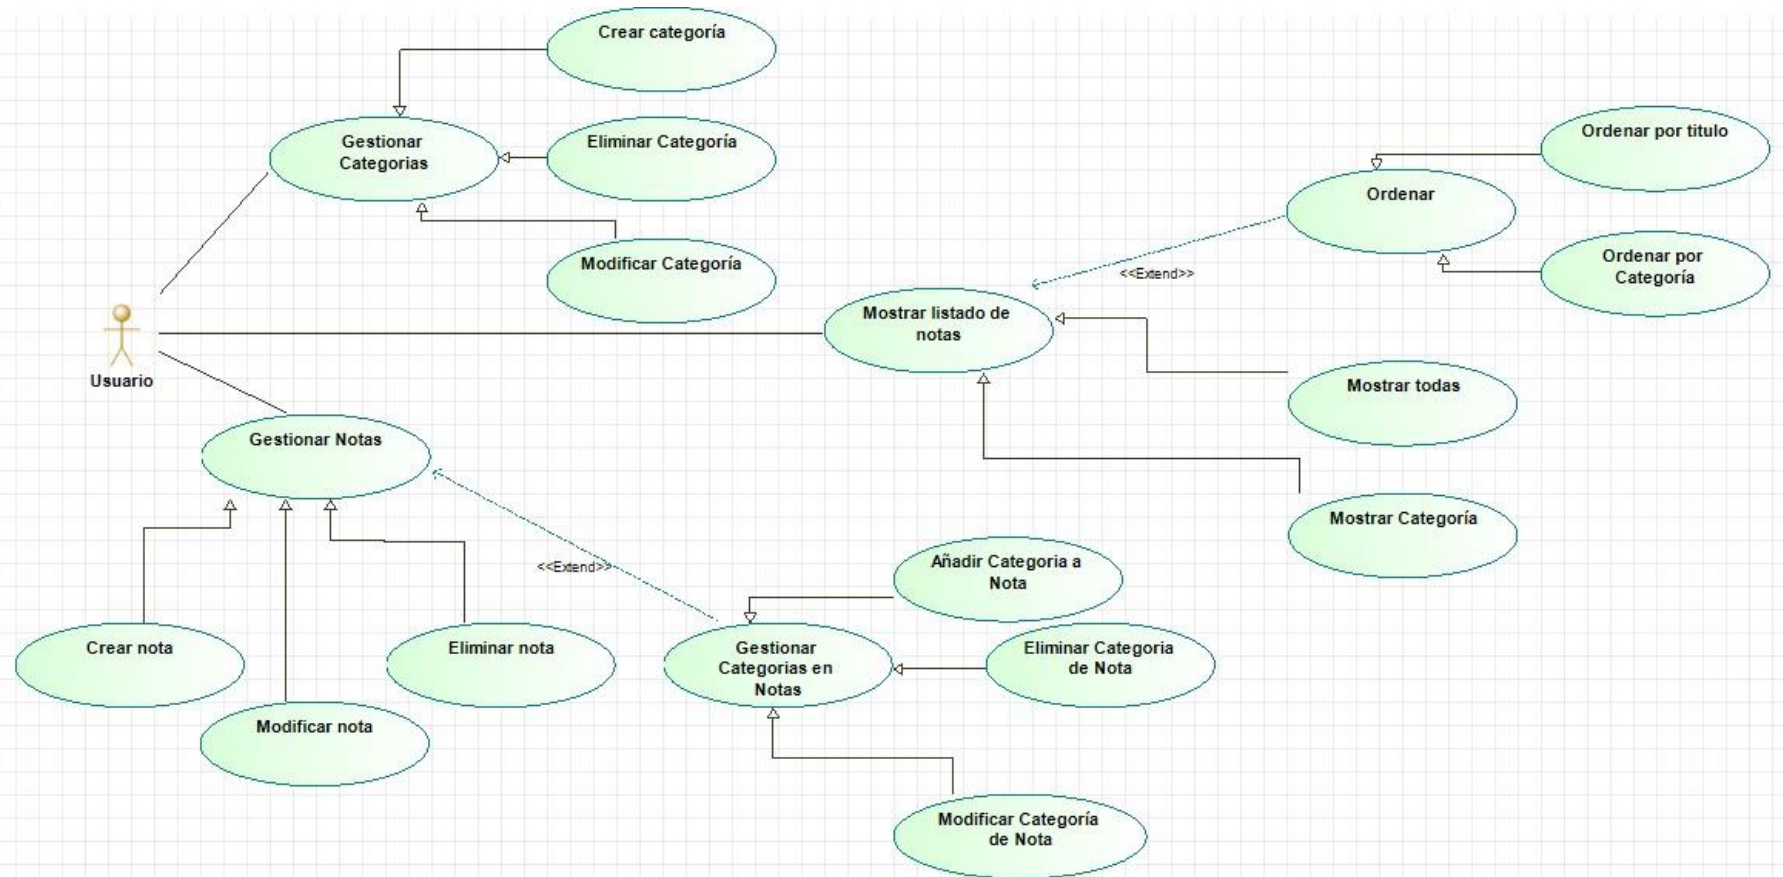 Crear categoría
Gestionar
Categorias
Eliminar Categoría
Modificar Categoría
Usuario
Ordenar por titulo
Ordenar
Ordenar por
Categoría
<<Extend>>
Mostrar listado de
notas
Mostrar todas
Mostrar Categoría
Gestionar Notas
<<Extend>>
Crear nota
Modificar nota
Eliminar nota
Añadir Categoria a
Nota
Gestionar
Categorias en
Notas
Eliminar Categoria
de Nota
Modificar Categoría
de Nota